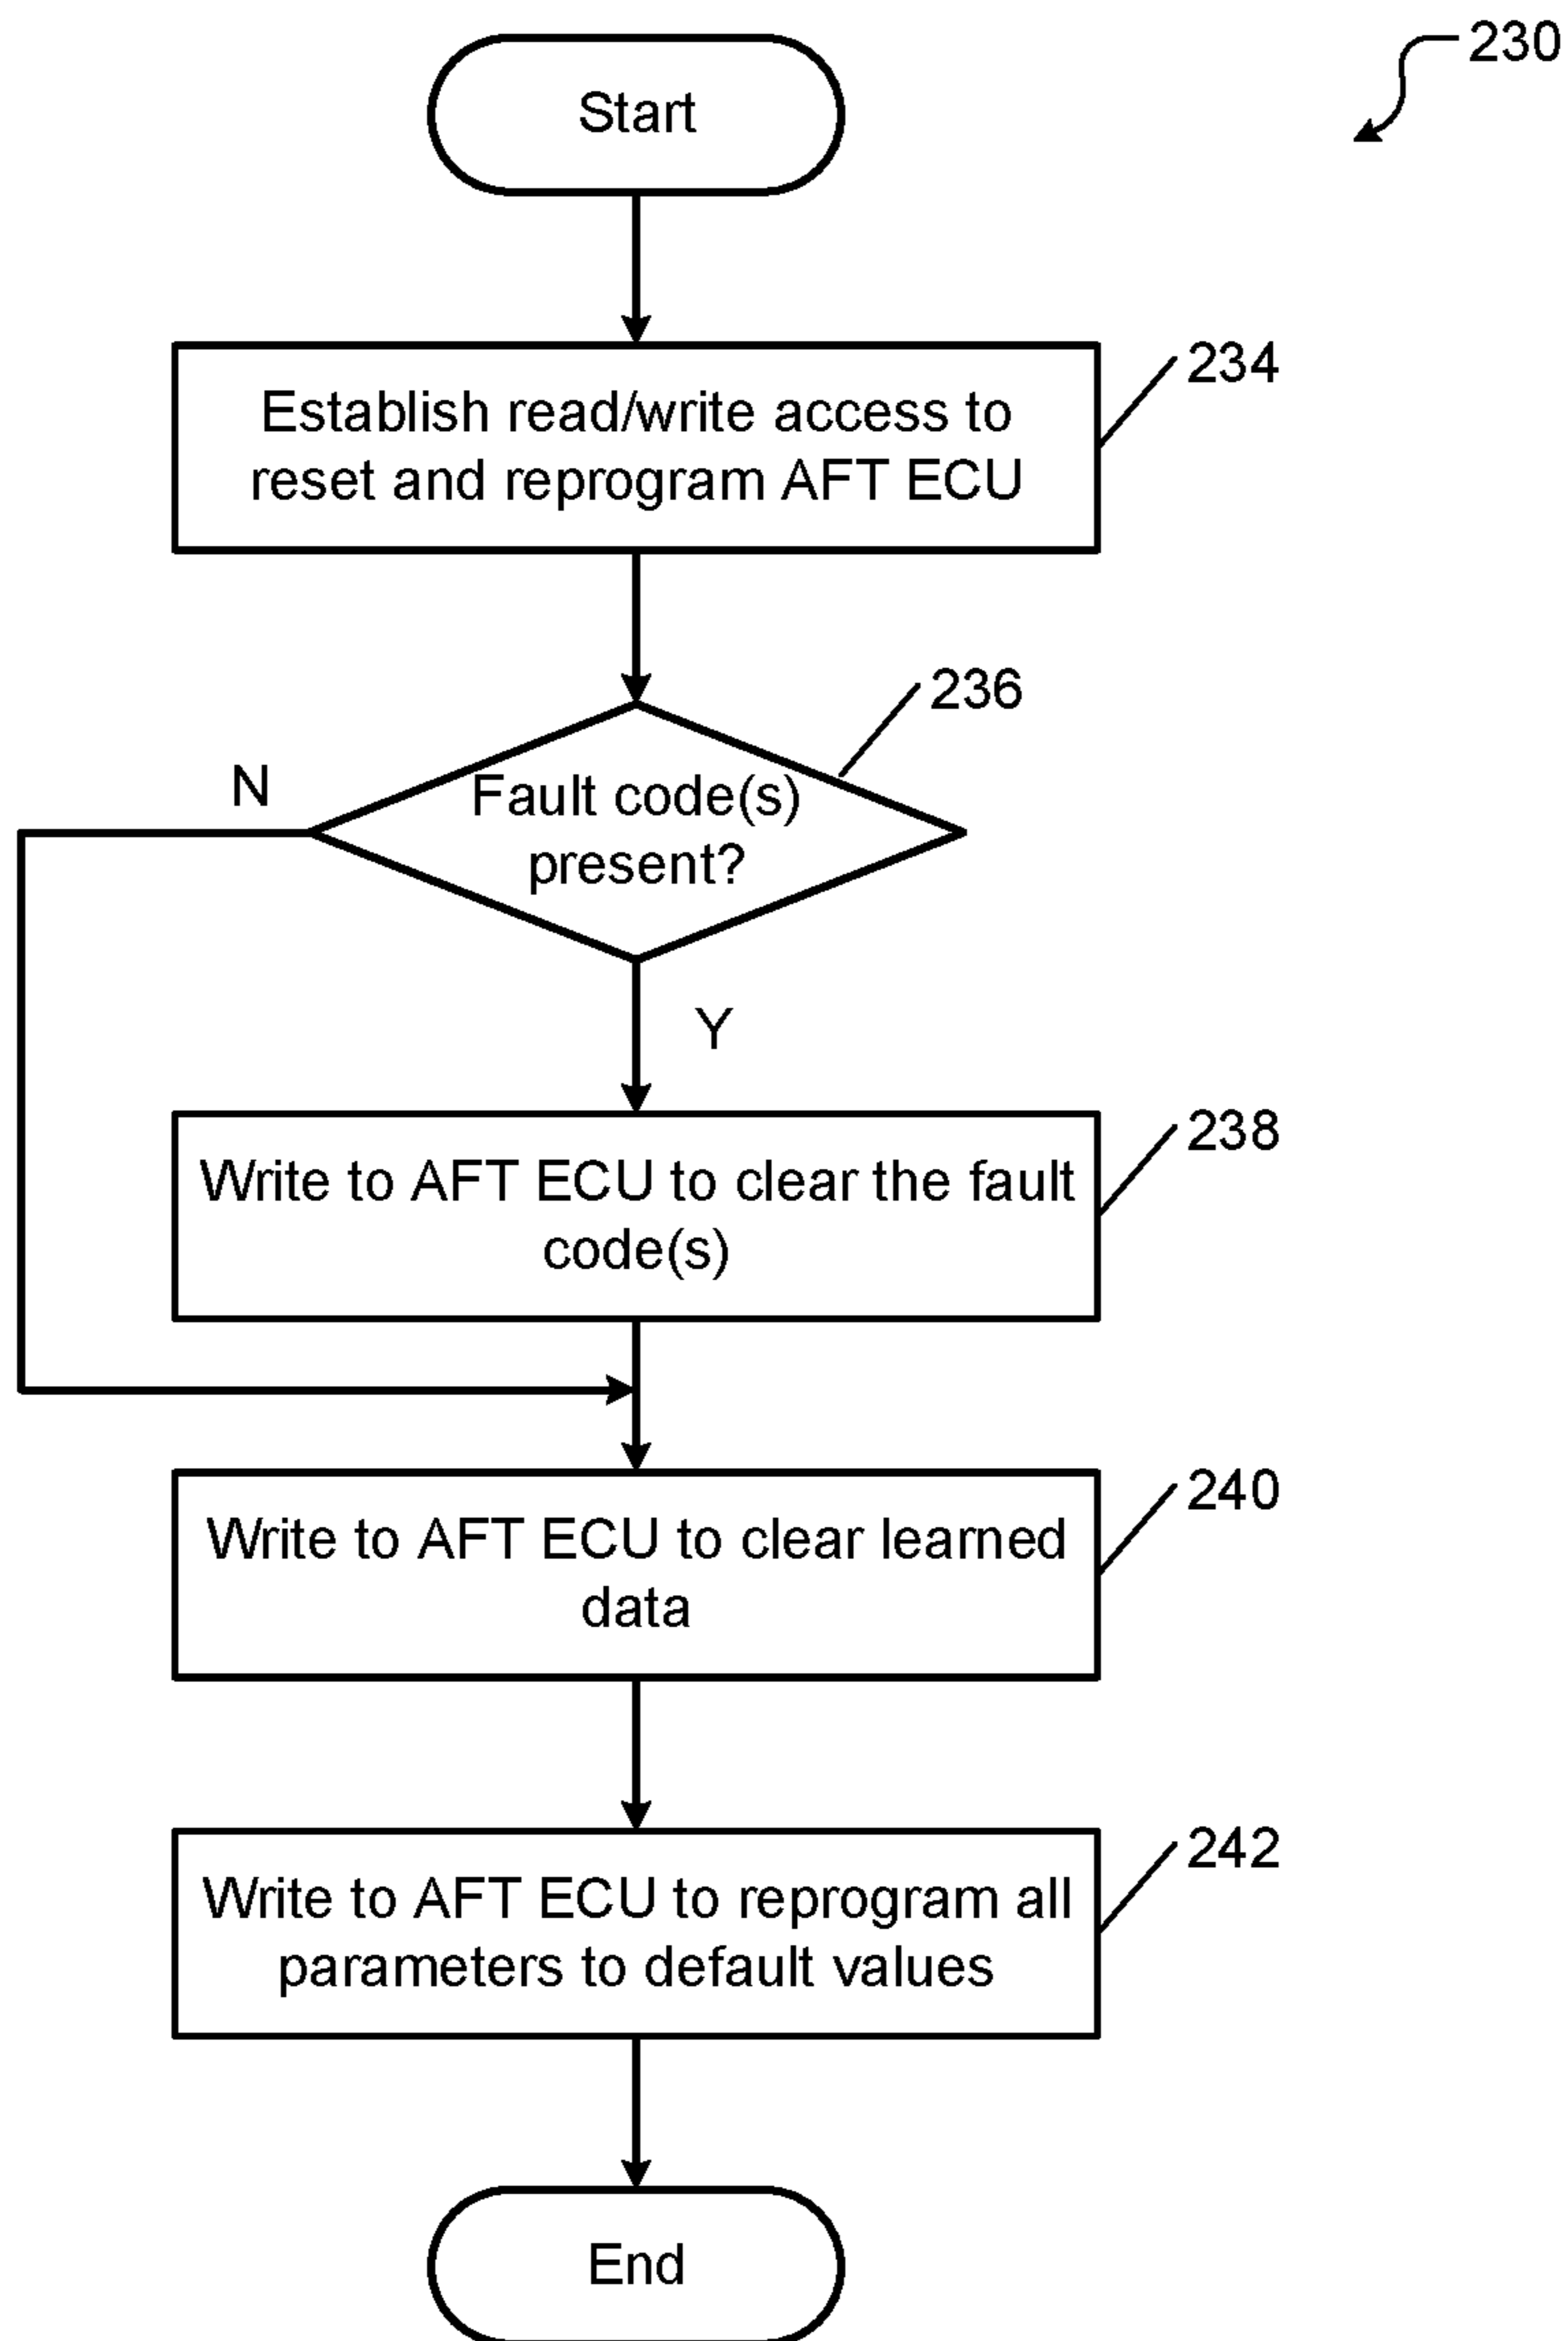 230
Start
234
Establish read/write access to
reset and reprogram AFT ECU
236
N
Fault code(s)
present?
Y
238
Write to AFT ECU to clear the fault
code(s)
240
Write to AFT ECU to clear learned
data
242
Write to AFT ECU to reprogram all
parameters to default values
End